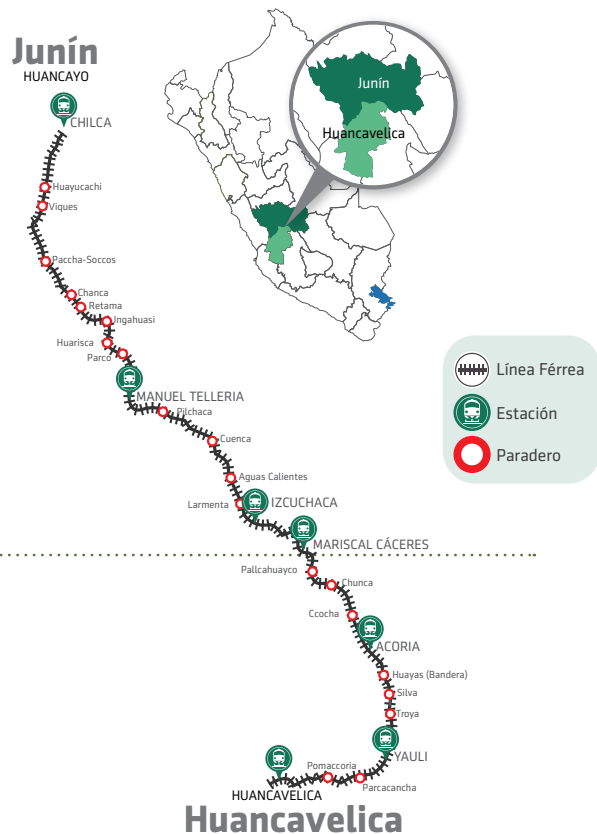 Junín
HUANCAYO
CHILCA
Huayucachi
Viques
Paccha-Soccos
Chanca
Retama
Ingahuasi
Huarisca
Parco
MANUEL TELLERIA
Pilchaca
Cuenca
Aguas Calientes
Larmenta
IZCUCHACA
MARISCAL CÁCERES
Pallcahuayco
Chunca
Ccocha
ACORIA
Huayas (Bandera)
Silva
Troya
YAULI
Pomaccoria
Parcacancha
HUANCAVELICA
Huancavelica
Junín
Huancavelica
Línea Férrea
Estación
Paradero